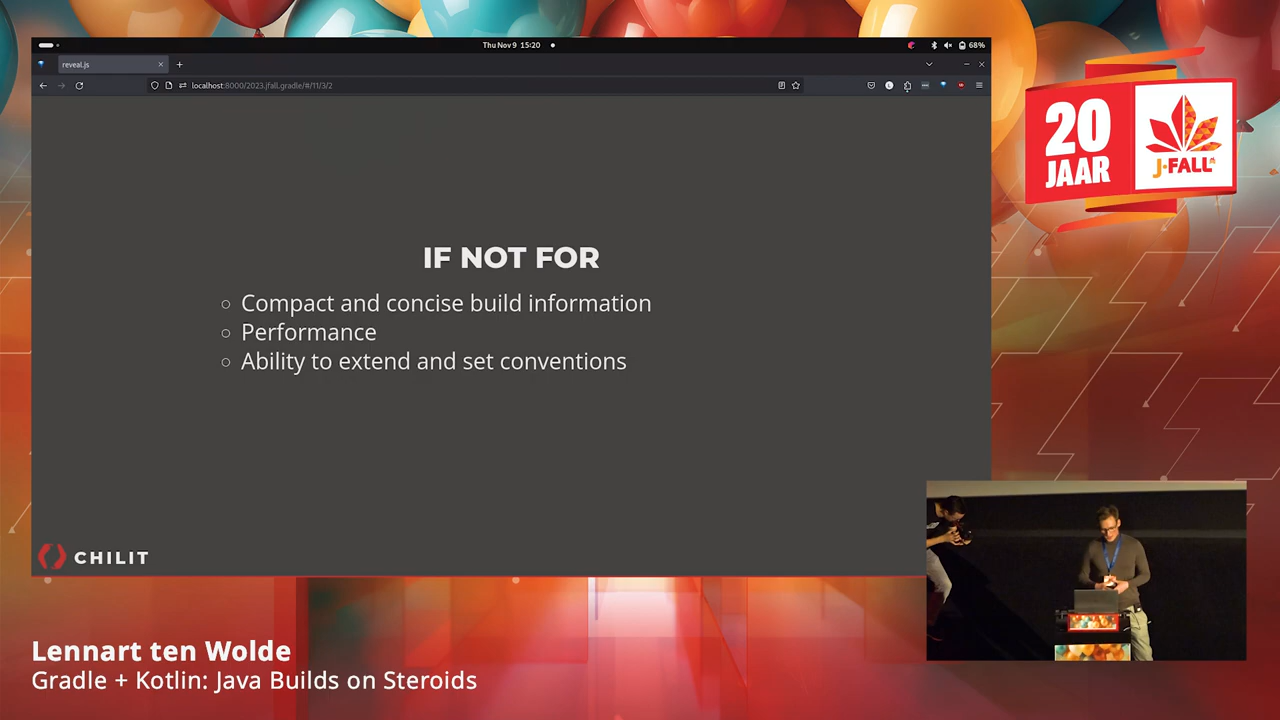 Thu Nov 9 15:20
68%
reveal.js
localhost:8000/2023.jfall.gradle/#/11/3/2
20
JAAR
J-FALL
IF NOT FOR
Compact and concise build information
Performance
Ability to extend and set conventions
CHILIT
Lennart ten Wolde
Gradle + Kotlin: Java Builds on Steroids